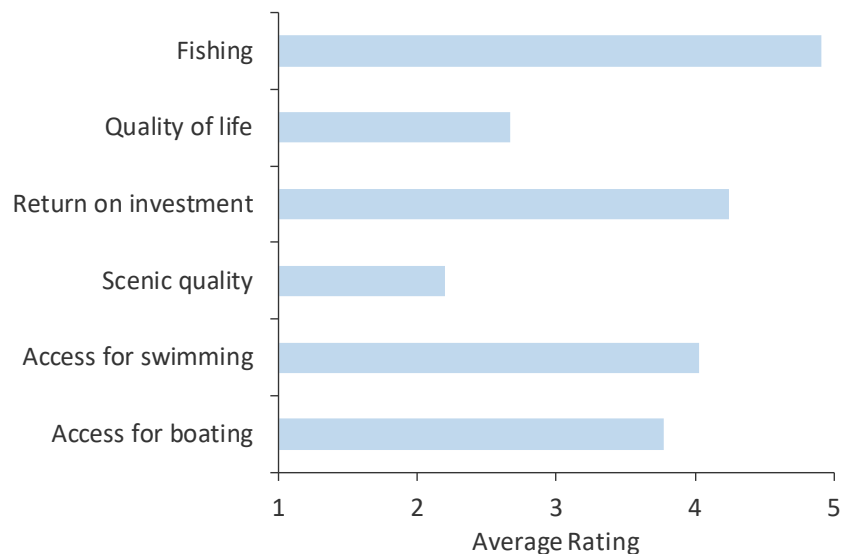 Fishing
Quality of life
Return on investment
Scenic quality
Access for swimming
Access for boating
1 2 3 4 5
Average Rating